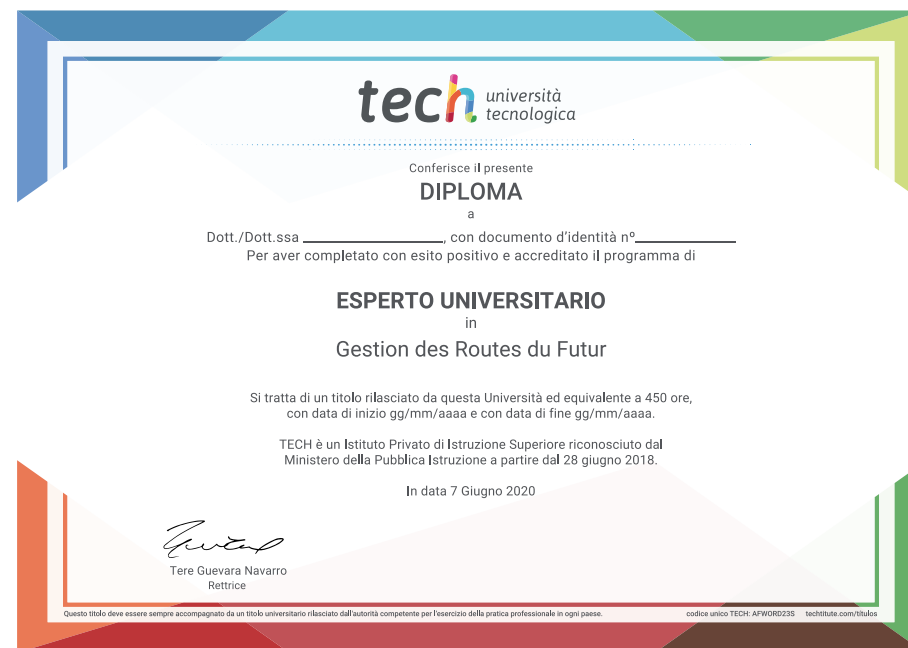 tech università
tecnologica
Conferisce il presente
DIPLOMA
a
Dott./Dott.ssa ____________________, con documento d'identità nº______________
Per aver completato con esito positivo e accreditato il programma di
ESPERTO UNIVERSITARIO
in
Gestion des Routes du Futur
Si tratta di un titolo rilasciato da questa Università ed equivalente a 450 ore,
con data di inizio gg/mm/aaaa e con data di fine gg/mm/aaaa.
TECH è un Istituto Privato di Istruzione Superiore riconosciuto dal
Ministero della Pubblica Istruzione a partire dal 28 giugno 2018.
In data 7 Giugno 2020
Tere Guevara Navarro
Rettrice
Questo titolo deve essere sempre accompagnato da un titolo universitario rilasciato dall'autorità competente per l'esercizio della pratica professionale in ogni paese. codice unico TECH: AFWORD23S techtitute.com/titulos